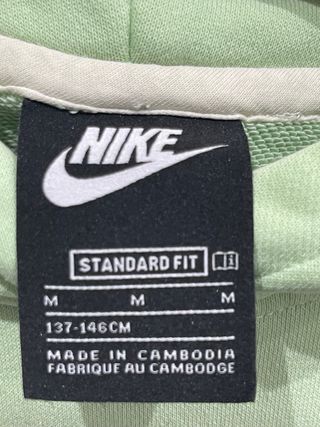 NIKE
STANDARD FIT
M M M
137-146CM
MADE IN CAMBODIA
FABRIQUE AU CAMBODGE